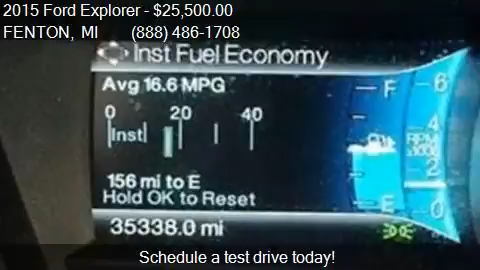 2015 Ford Explorer - $25,500.00
FENTON, MI (888) 486-1708
Inst Fuel Economy
Avg 16.6 MPG
0 20 40
Inst
156 mi to E
Hold OK to Reset
35338.0 mi
F
E
6
4
RPM
x1000
2
0
Schedule a test drive today!